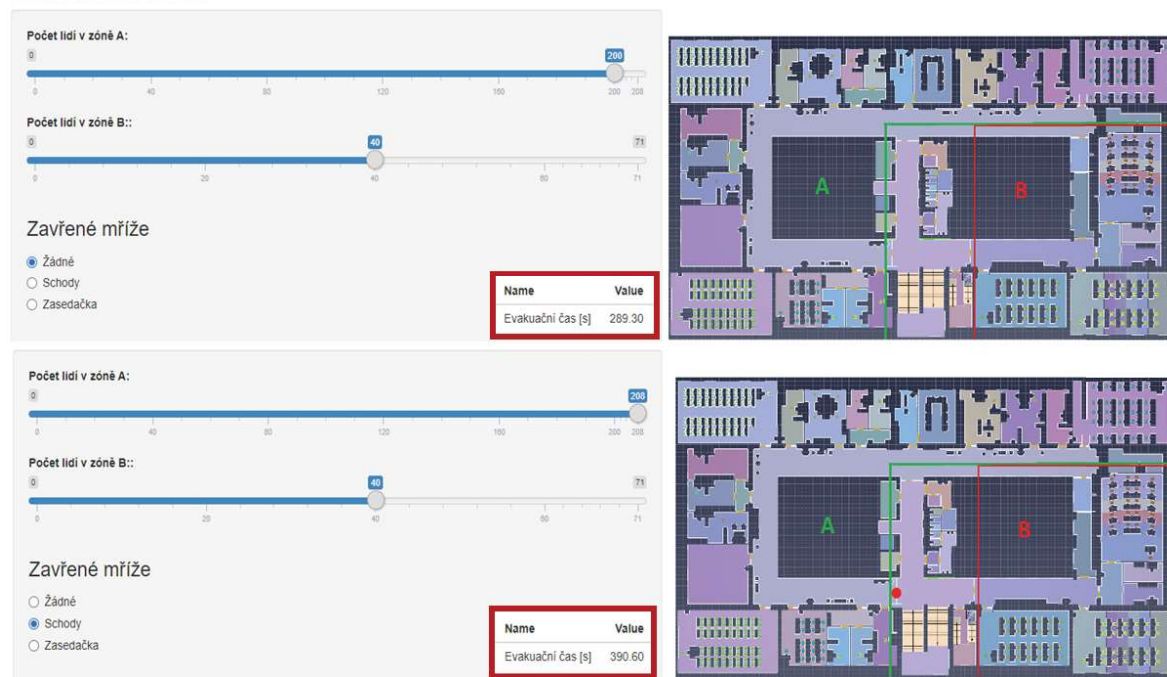 Počet lidí v zóně A:
0 200
0 40 80 120 160 200 208
Počet lidí v zóně B::
0 40 71
0 20 40 60 71
Zavřené mříže
Žádné
Schody
Zasedačka
Name Value
Evakuační čas [s] 289.30
A B
Počet lidí v zóně A:
0 208
0 40 80 120 160 200 208
Počet lidí v zóně B::
0 40 71
0 20 40 60 71
Zavřené mříže
Žádné
Schody
Zasedačka
Name Value
Evakuační čas [s] 390.60
A B